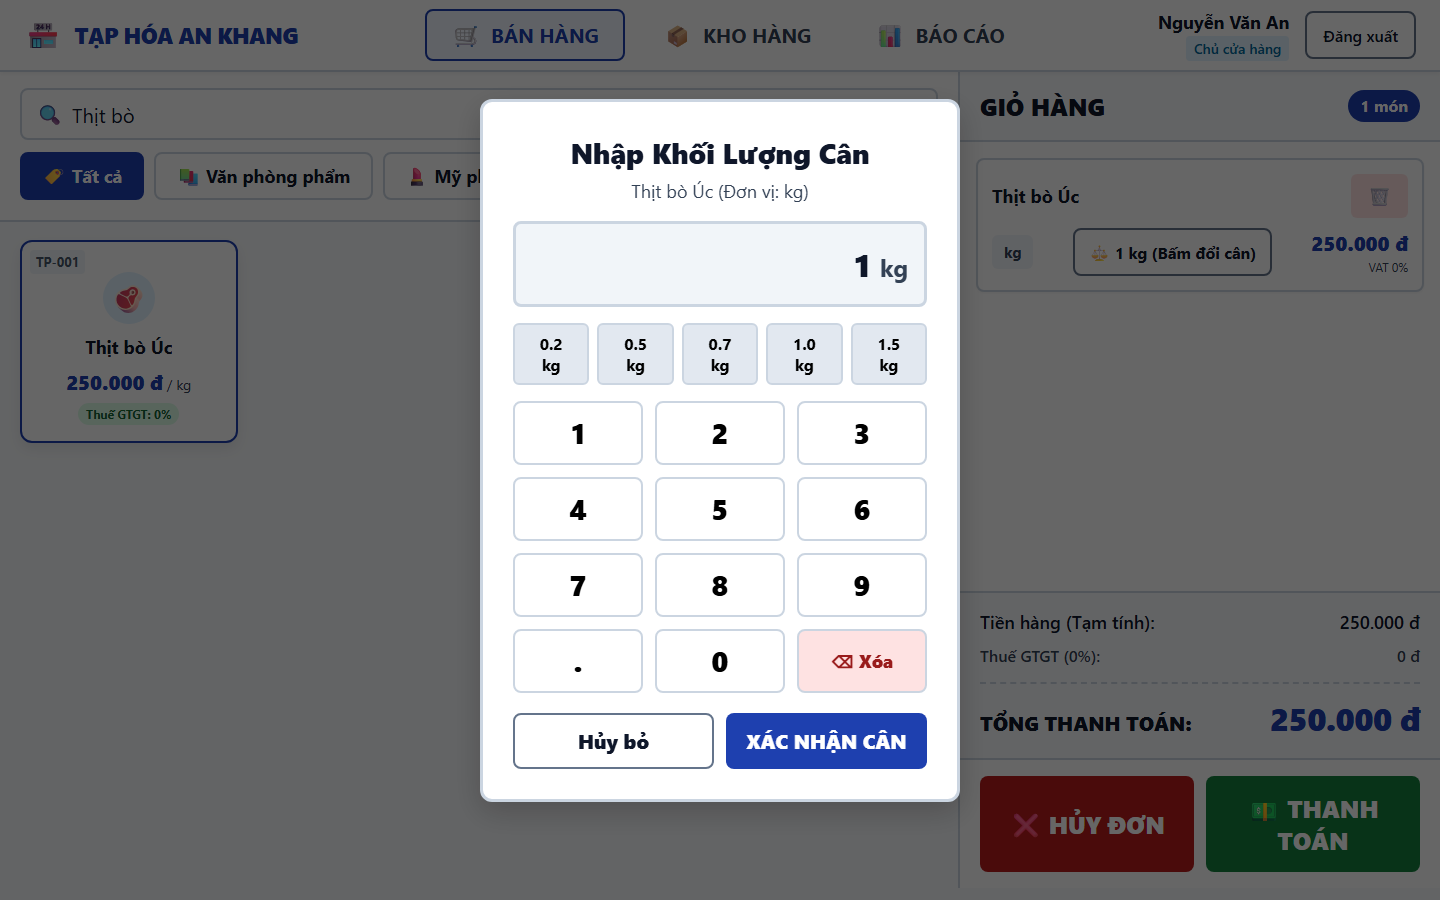 TẠP HÓA AN KHANG
BÁN HÀNG
KHO HÀNG
BÁO CÁO
Nguyễn Văn An
Chủ cửa hàng
Đăng xuất
Thịt bò
Tất cả
Văn phòng phẩm
Mỹ p
TP-001
Thịt bò Úc
250.000 đ / kg
Thuế GTGT: 0%
Nhập Khối Lượng Cân
Thịt bò Úc (Đơn vị: kg)
1 kg
0.2 kg
0.5 kg
0.7 kg
1.0 kg
1.5 kg
1
2
3
4
5
6
7
8
9
.
0
⌫ Xóa
Hủy bỏ
XÁC NHẬN CÂN
GIỎ HÀNG
1 món
Thịt bò Úc
kg
1 kg (Bấm đổi cân)
250.000 đ
VAT 0%
Tiền hàng (Tạm tính):
250.000 đ
Thuế GTGT (0%):
0 đ
TỔNG THANH TOÁN:
250.000 đ
HỦY ĐƠN
THANH
TOÁN